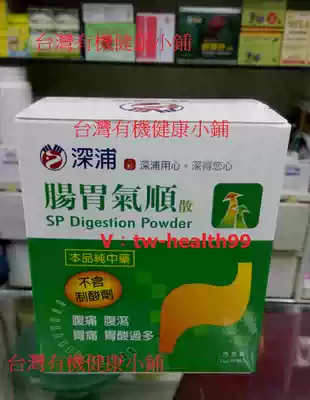 台灣有機健康小鋪
台灣有機健康小鋪
深浦
深浦用心。深得您心
腸胃氣順散
SP Digestion Powder
V：tw-health99
本品純中藥
不含
制酸劑
腹痛 腹瀉
胃痛 胃酸過多
台灣有機健康小鋪